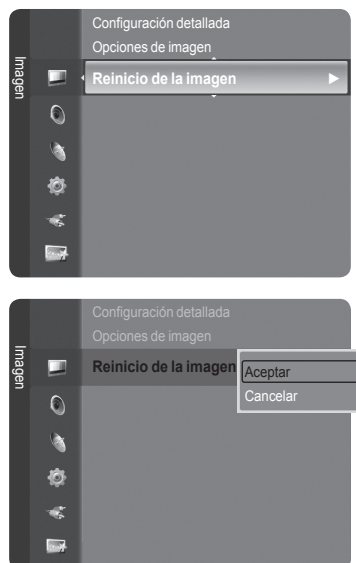 Configuración detallada
Opciones de imagen
Imagen
Reinicio de la imagen
Configuración detallada
Opciones de imagen
Imagen
Reinicio de la imagen
Aceptar
Cancelar